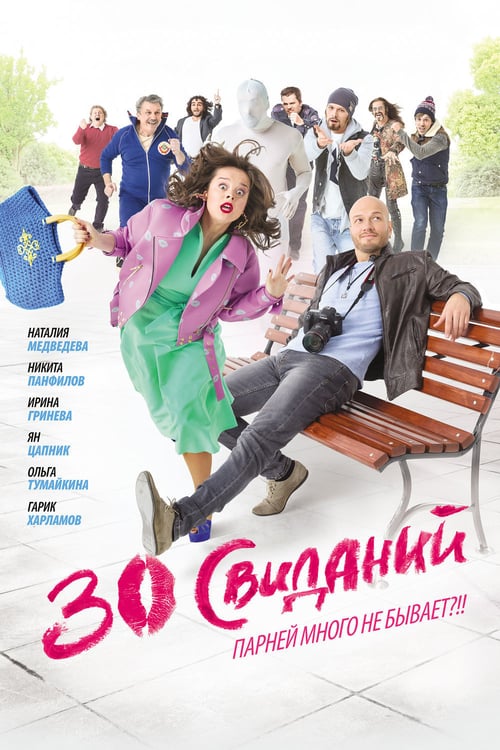 НАТАЛИЯ
МЕДВЕДЕВА
НИКИТА
ПАНФИЛОВ
ИРИНА
ГРИНЕВА
ЯН
ЦАПНИК
ОЛЬГА
ТУМАЙКИНА
ГАРИК
ХАРЛАМОВ
30 СВИДАНИЙ
ПАРНЕЙ МНОГО НЕ БЫВАЕТ?!!